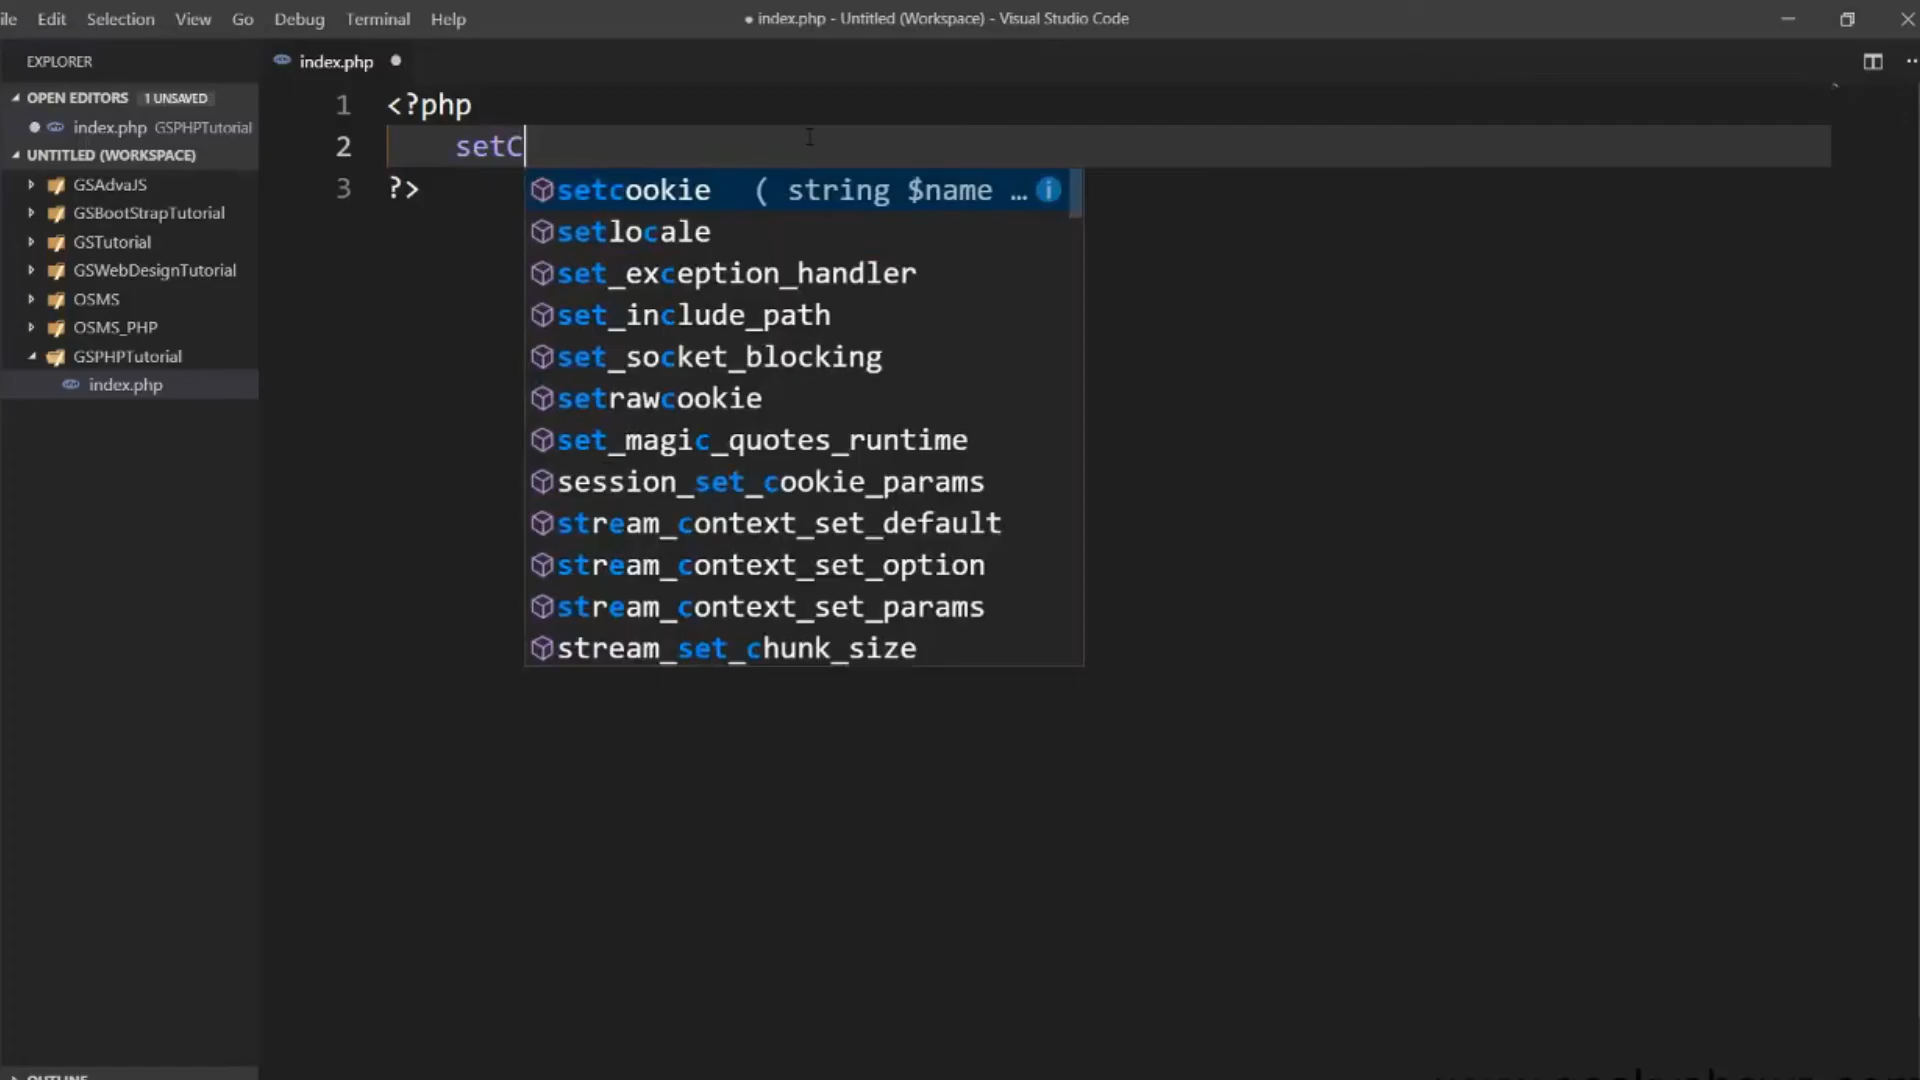 ile Edit Selection View Go Debug Terminal Help ● index.php - Untitled (Workspace) - Visual Studio Code
EXPLORER
index.php
OPEN EDITORS 1 UNSAVED
index.php GSPHPTutorial
UNTITLED (WORKSPACE)
GSAdvaJS
GSBootStrapTutorial
GSTutorial
GSWebDesignTutorial
OSMS
OSMS_PHP
GSPHPTutorial
index.php
1 <?php
2 setC
3 ?>
setcookie ( string $name …
setlocale
set_exception_handler
set_include_path
set_socket_blocking
setrawcookie
set_magic_quotes_runtime
session_set_cookie_params
stream_context_set_default
stream_context_set_option
stream_context_set_params
stream_set_chunk_size
OUTLINE